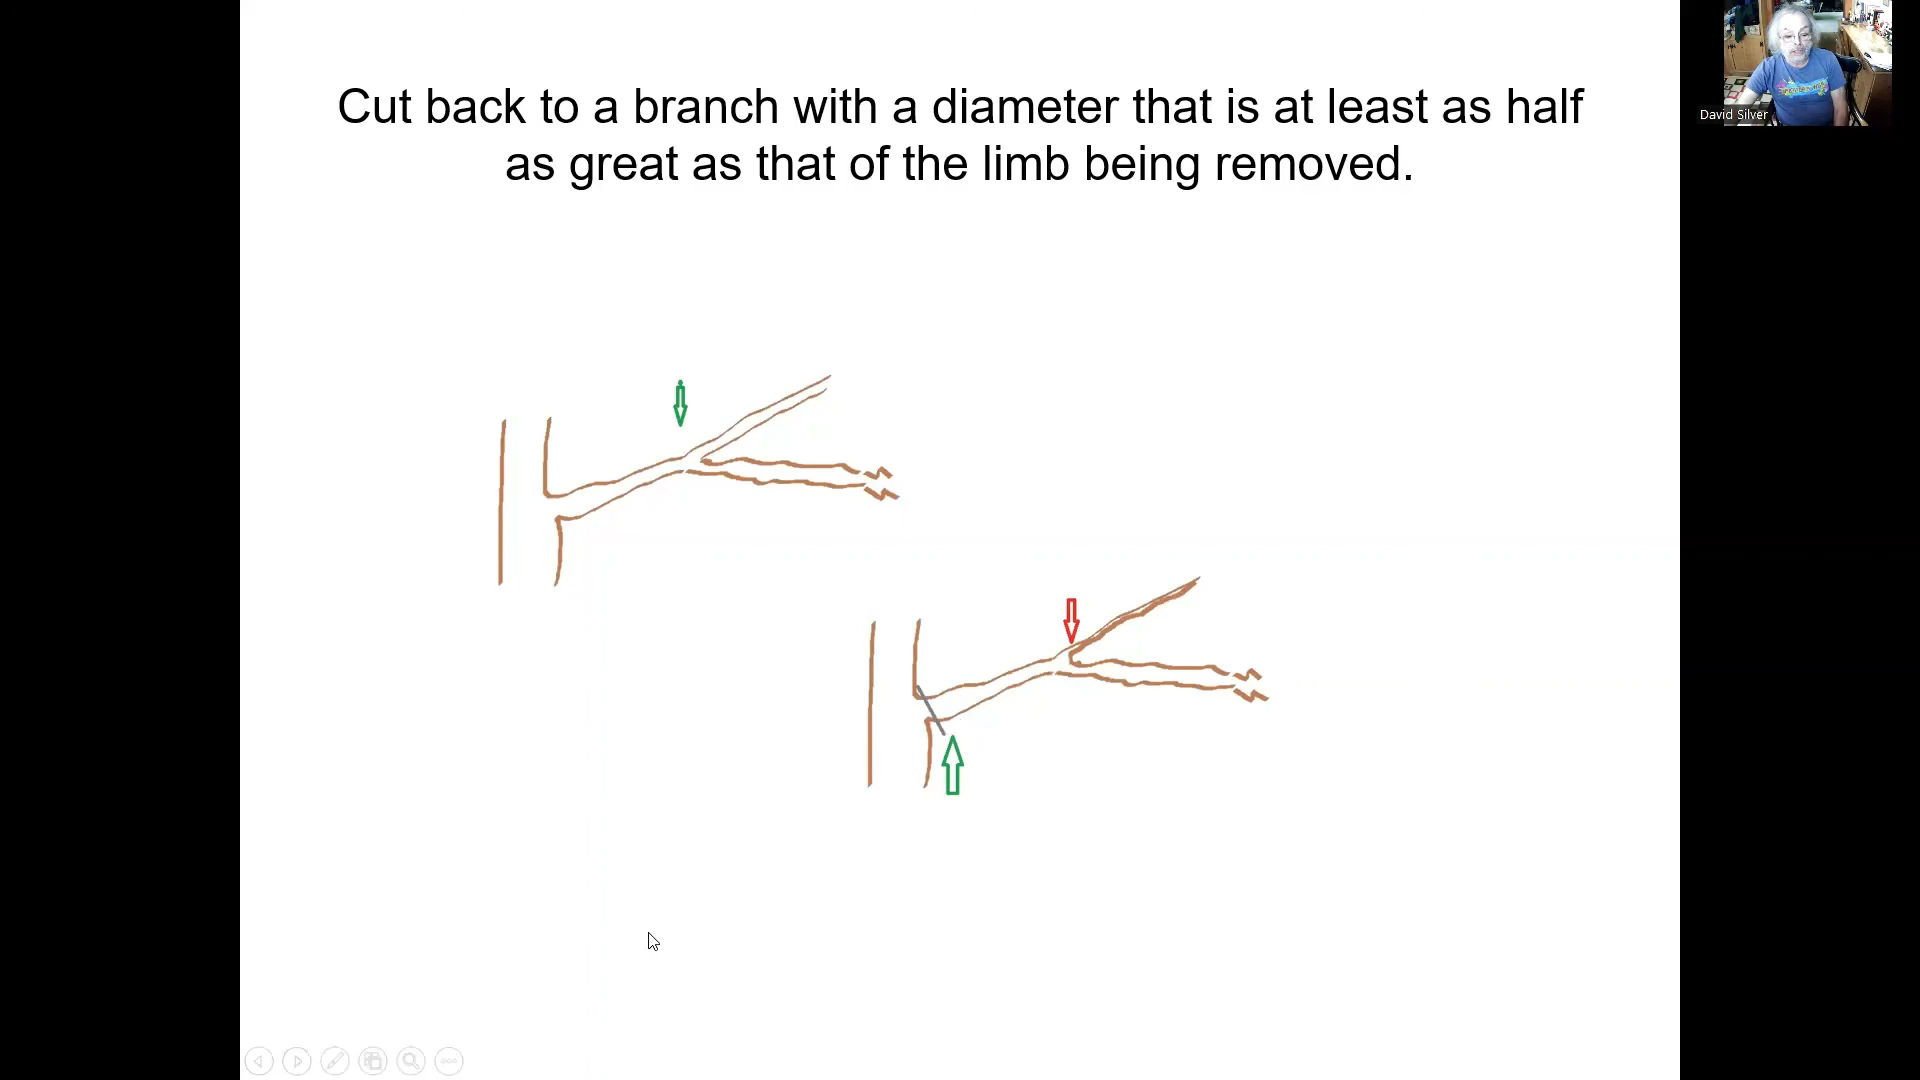 Cut back to a branch with a diameter that is at least as half
as great as that of the limb being removed.
David Silver